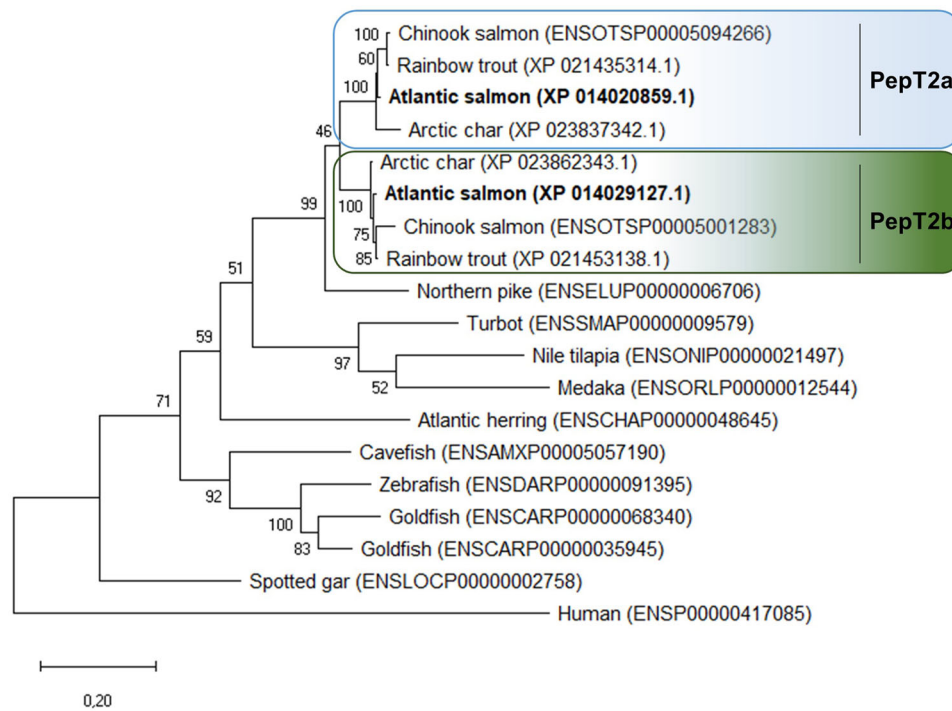 100
Chinook salmon (ENSOTSP00005094266)
60
Rainbow trout (XP 021435314.1)
PepT2a
100
Atlantic salmon (XP 014020859.1)
46
Arctic char (XP 023837342.1)
Arctic char (XP 023862343.1)
99
100
Atlantic salmon (XP 014029127.1)
PepT2b
75
Chinook salmon (ENSOTSP00005001283)
85
Rainbow trout (XP 021453138.1)
51
Northern pike (ENSELUP00000006706)
Turbot (ENSSMAP00000009579)
59
97
Nile tilapia (ENSONIP00000021497)
52
Medaka (ENSORLP00000012544)
71
Atlantic herring (ENSCHAP00000048645)
Cavefish (ENSAMXP00005057190)
92
Zebrafish (ENSDARP00000091395)
100
Goldfish (ENSCARP00000068340)
83
Goldfish (ENSCARP00000035945)
Spotted gar (ENSLOCP00000002758)
Human (ENSP00000417085)
0,20